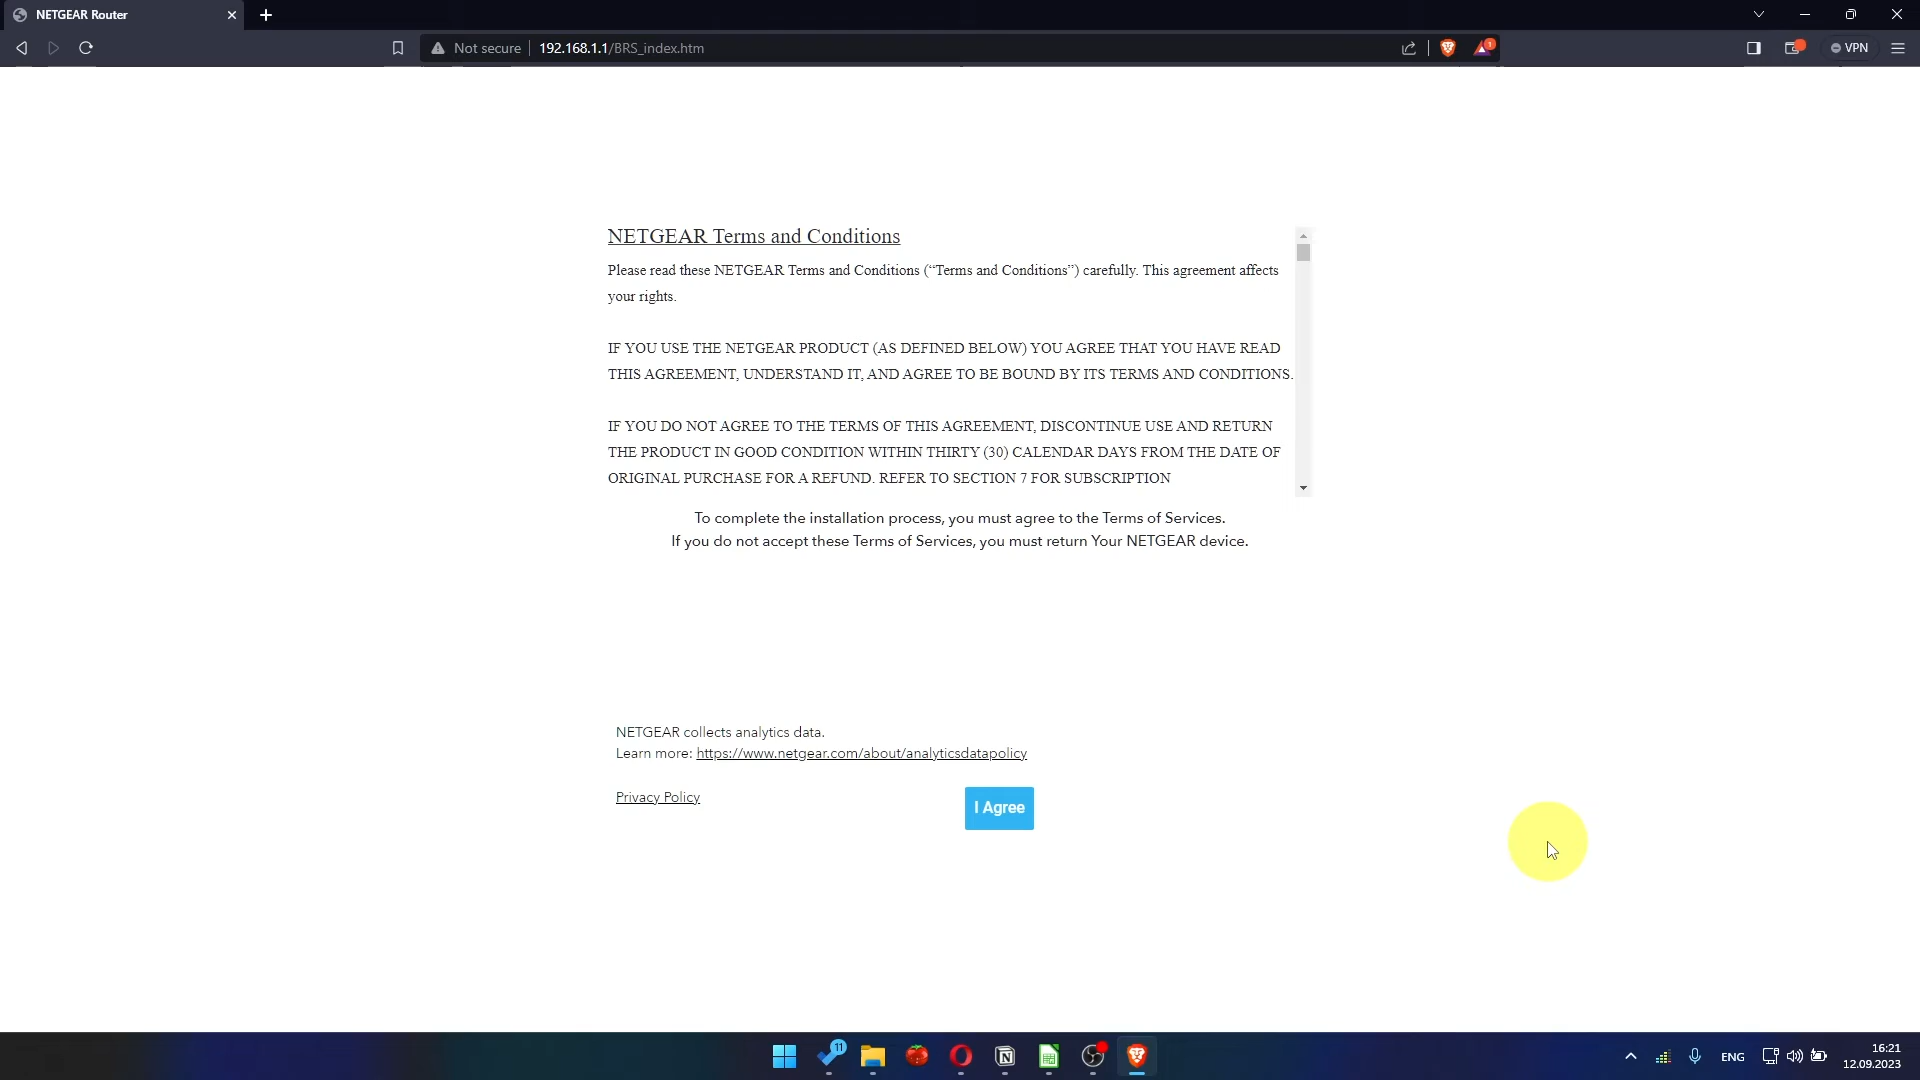 NETGEAR Router
Not secure
192.168.1.1/BRS_index.htm
1
VPN
NETGEAR Terms and Conditions
Please read these NETGEAR Terms and Conditions (“Terms and Conditions”) carefully. This agreement affects
your rights.
IF YOU USE THE NETGEAR PRODUCT (AS DEFINED BELOW) YOU AGREE THAT YOU HAVE READ
THIS AGREEMENT, UNDERSTAND IT, AND AGREE TO BE BOUND BY ITS TERMS AND CONDITIONS.
IF YOU DO NOT AGREE TO THE TERMS OF THIS AGREEMENT, DISCONTINUE USE AND RETURN
THE PRODUCT IN GOOD CONDITION WITHIN THIRTY (30) CALENDAR DAYS FROM THE DATE OF
ORIGINAL PURCHASE FOR A REFUND. REFER TO SECTION 7 FOR SUBSCRIPTION
To complete the installation process, you must agree to the Terms of Services.
If you do not accept these Terms of Services, you must return Your NETGEAR device.
NETGEAR collects analytics data.
Learn more: https://www.netgear.com/about/analyticsdatapolicy
Privacy Policy
I Agree
11
ENG
16:21
12.09.2023